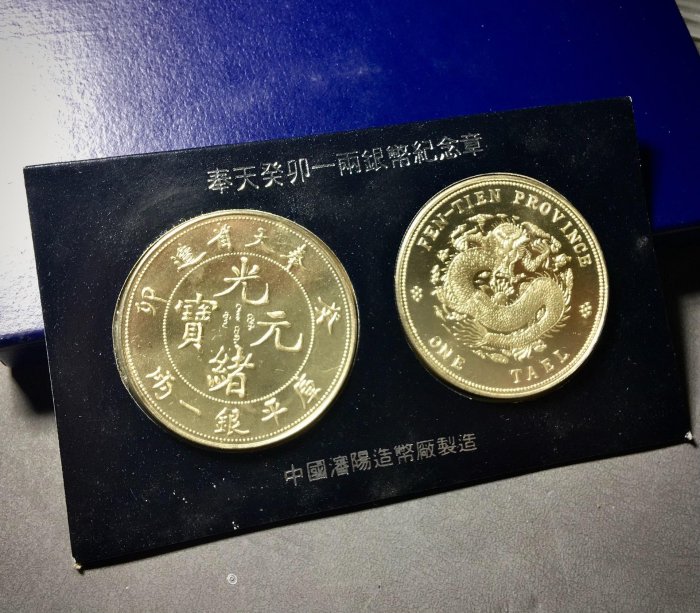 奉天癸卯一兩銀幣紀念章
奉天省造
癸卯
光緒元寶
庫平銀一兩
FEN-TIEN PROVINCE
ONE TAEL
中國瀋陽造幣廠製造